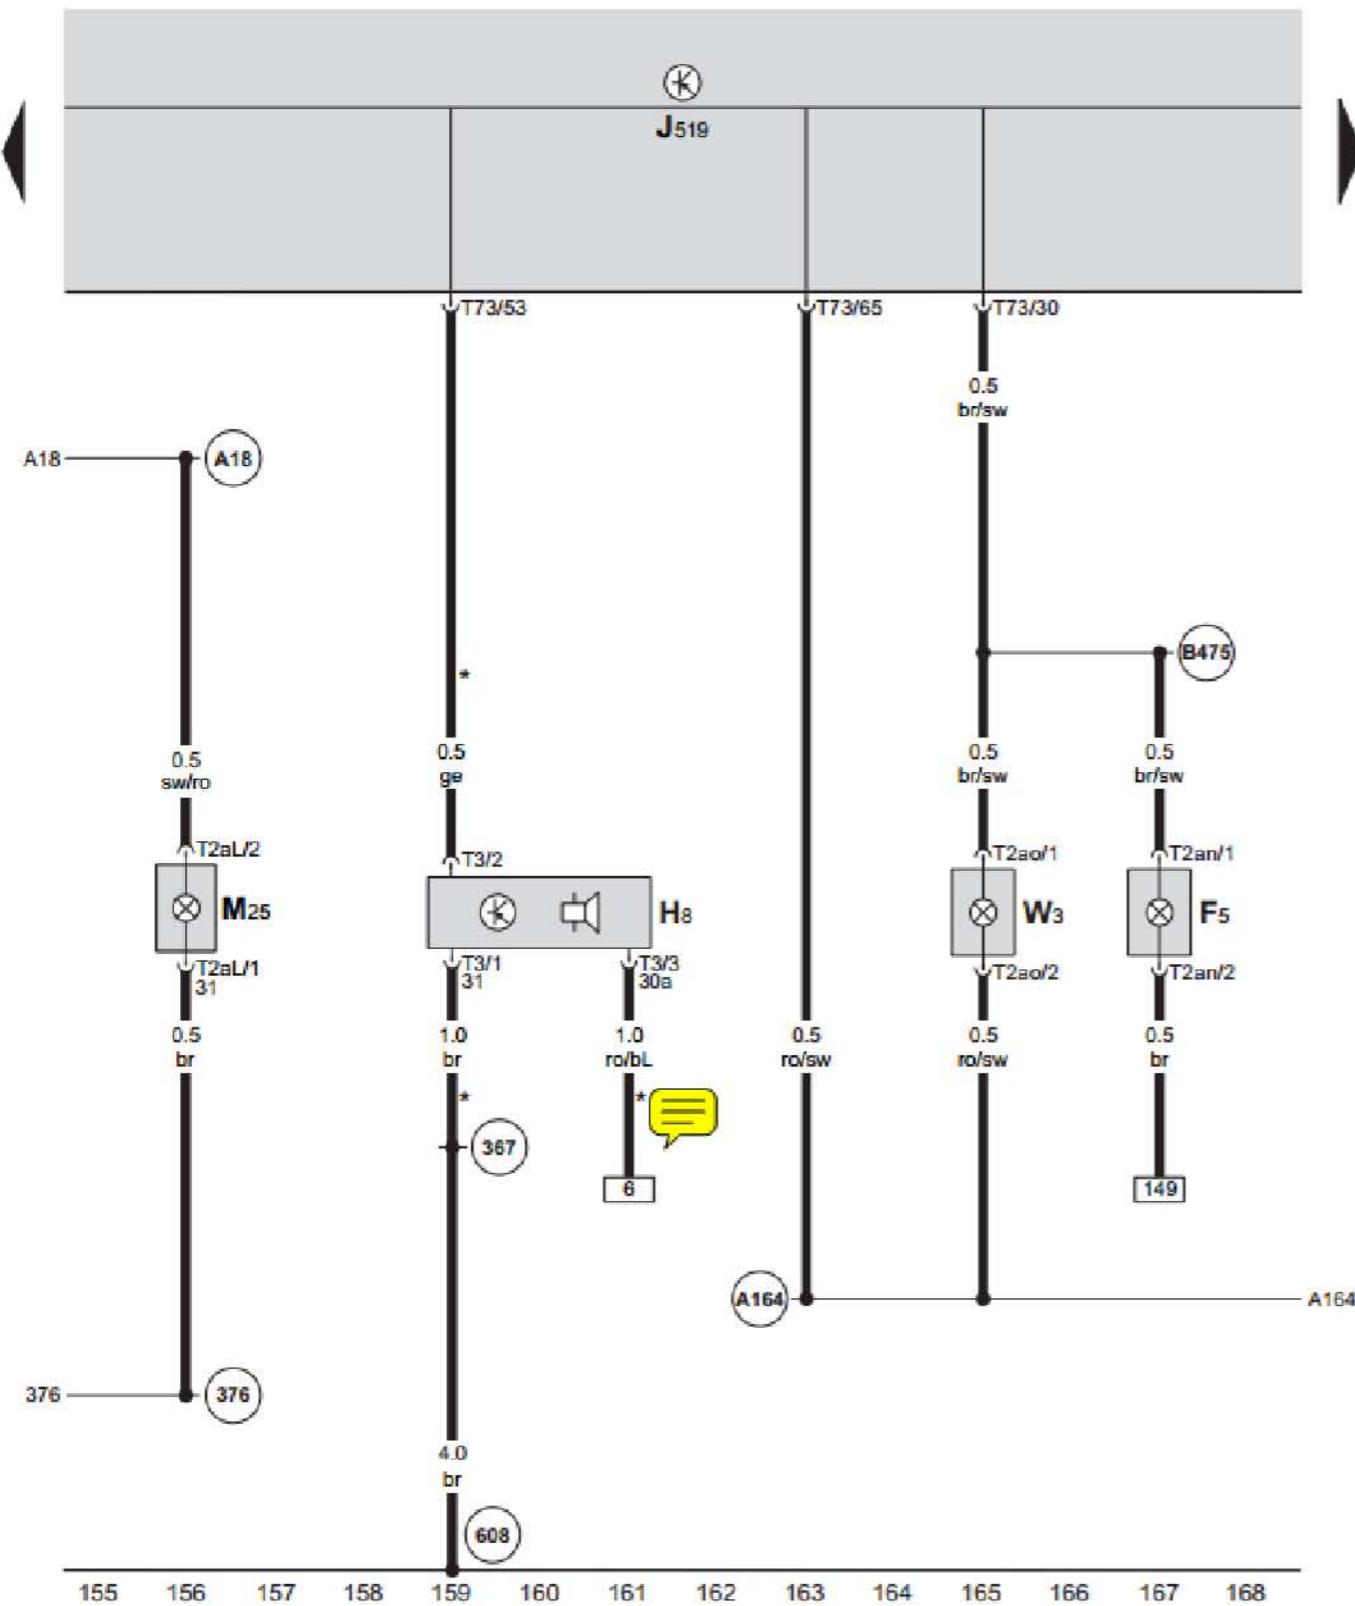 J519
T73/53
T73/65
T73/30
0.5
br/sw
A18
A18
B475
*
0.5
sw/ro
0.5
ge
0.5
br/sw
0.5
br/sw
T2aL/2
T3/2
T2ao/1
T2an/1
M25
H8
W3
F5
T2aL/1
31
T3/1
31
T3/3
30a
T2ao/2
T2an/2
0.5
br
1.0
br
1.0
ro/bL
0.5
ro/sw
0.5
ro/sw
0.5
br
*
*
367
6
149
A164
A164
376
376
4.0
br
608
155 156 157 158 159 160 161 162 163 164 165 166 167 168